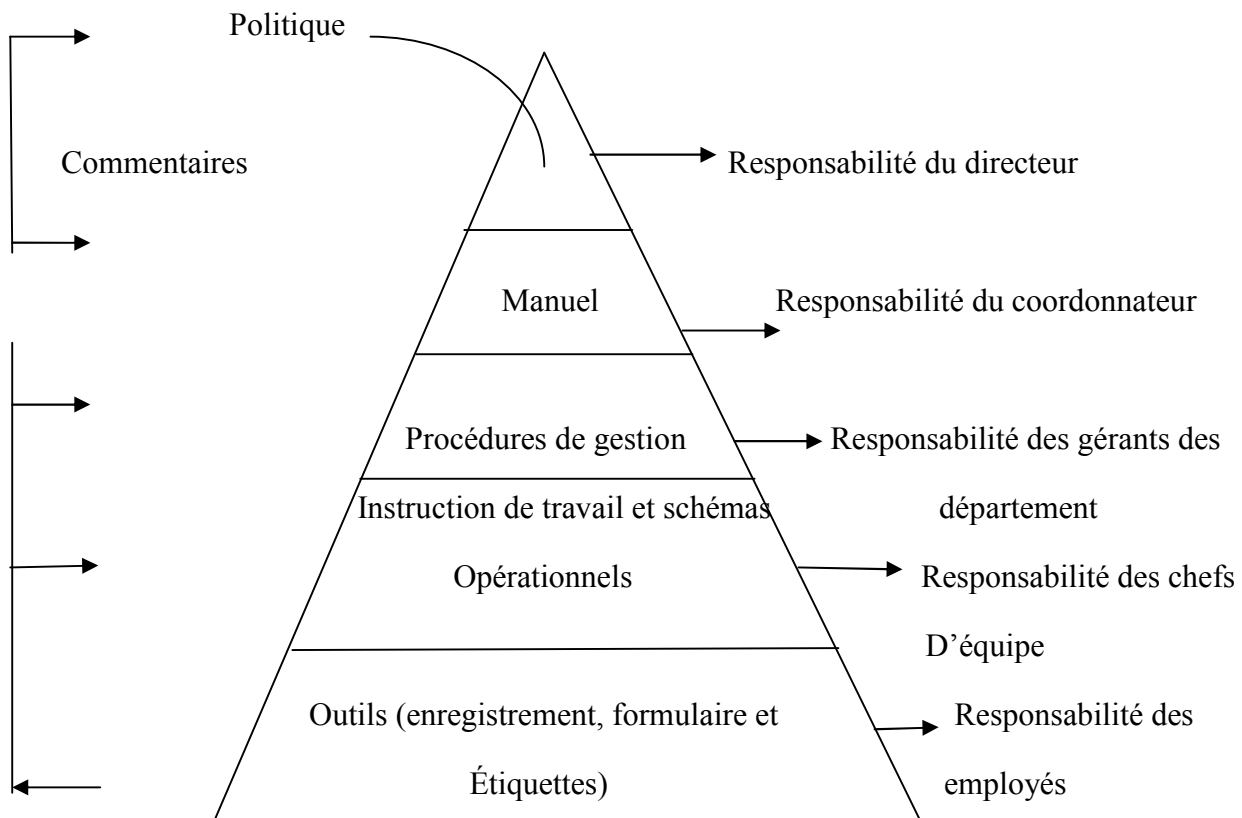 Politique
Commentaires
Responsabilité du directeur
Manuel
Responsabilité du coordonnateur
Procédures de gestion
Responsabilité des gérants des
département
Instruction de travail et schémas
Opérationnels
Responsabilité des chefs
D’équipe
Outils (enregistrement, formulaire et
Étiquettes)
Responsabilité des
employés